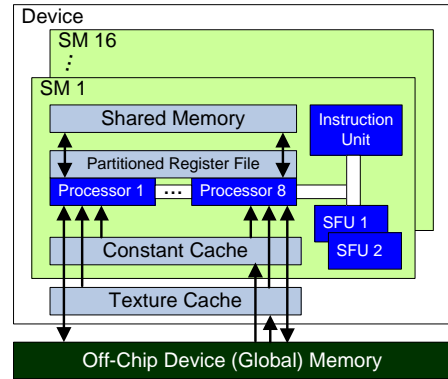 Device
SM 16
⋮
SM 1
Shared Memory
Instruction
Unit
Partitioned Register File
Processor 1
...
Processor 8
SFU 1
SFU 2
Constant Cache
Texture Cache
Off-Chip Device (Global) Memory